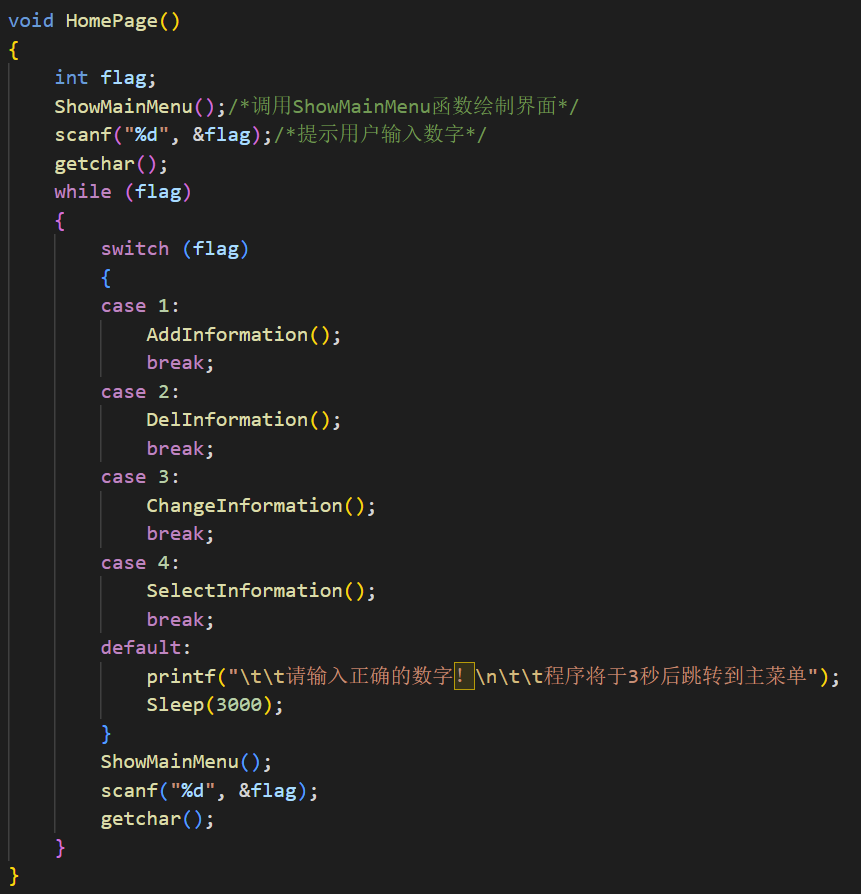 void HomePage()
{
    int flag;
    ShowMainMenu();/*调用ShowMainMenu函数绘制界面*/
    scanf("%d", &flag);/*提示用户输入数字*/
    getchar();
    while (flag)
    {
        switch (flag)
        {
        case 1:
            AddInformation();
            break;
        case 2:
            DelInformation();
            break;
        case 3:
            ChangeInformation();
            break;
        case 4:
            SelectInformation();
            break;
        default:
            printf("\t\t请输入正确的数字！\n\t\t程序将于3秒后跳转到主菜单");
            Sleep(3000);
        }
        ShowMainMenu();
        scanf("%d", &flag);
        getchar();
    }
}